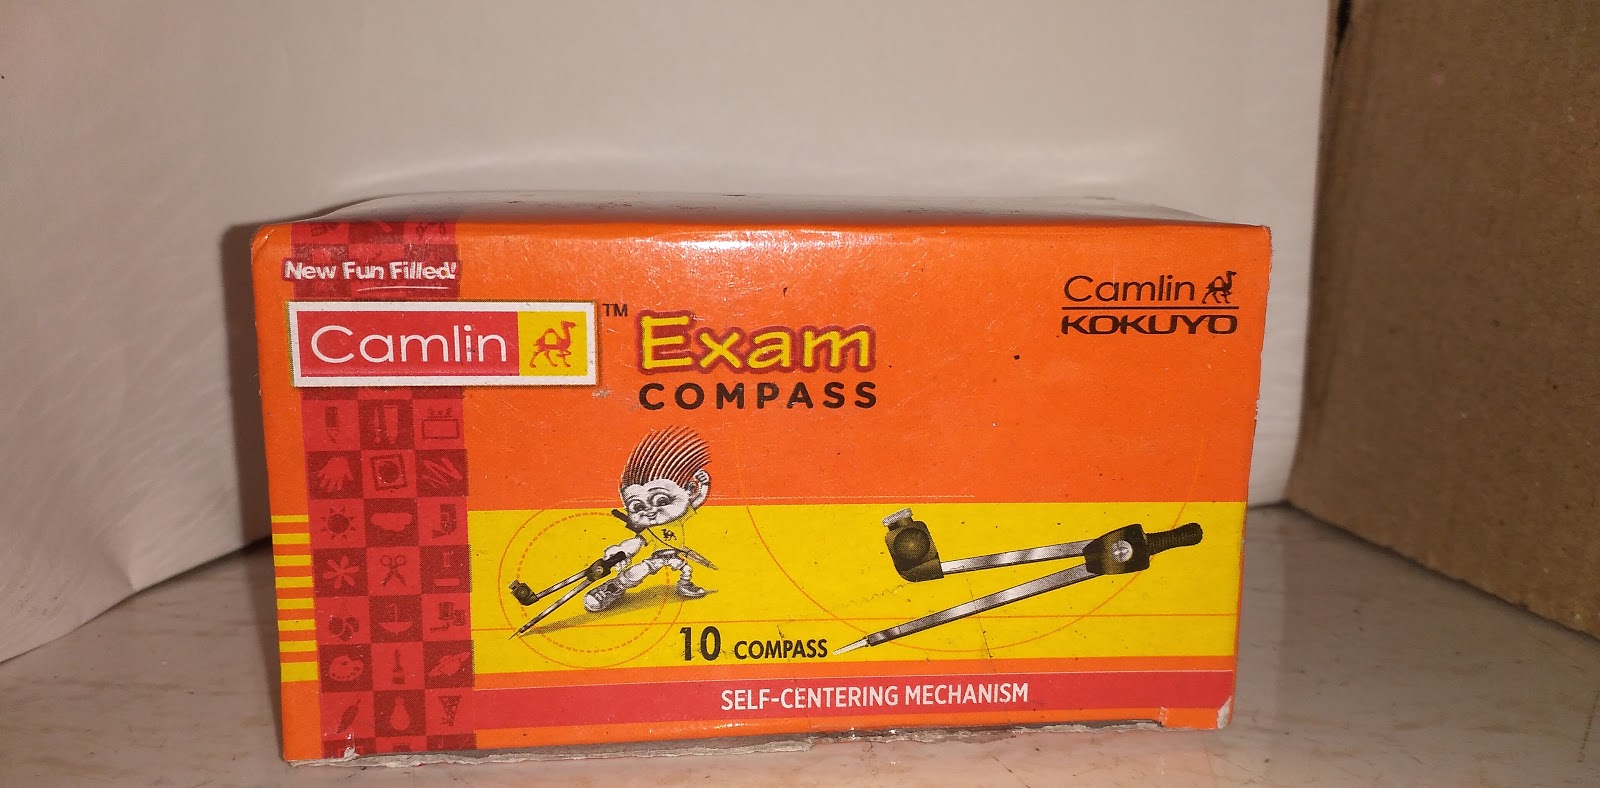 New Fun Filled!
Camlin ™
Exam
COMPASS
Camlin
KOKUYO
10 COMPASS
SELF-CENTERING MECHANISM